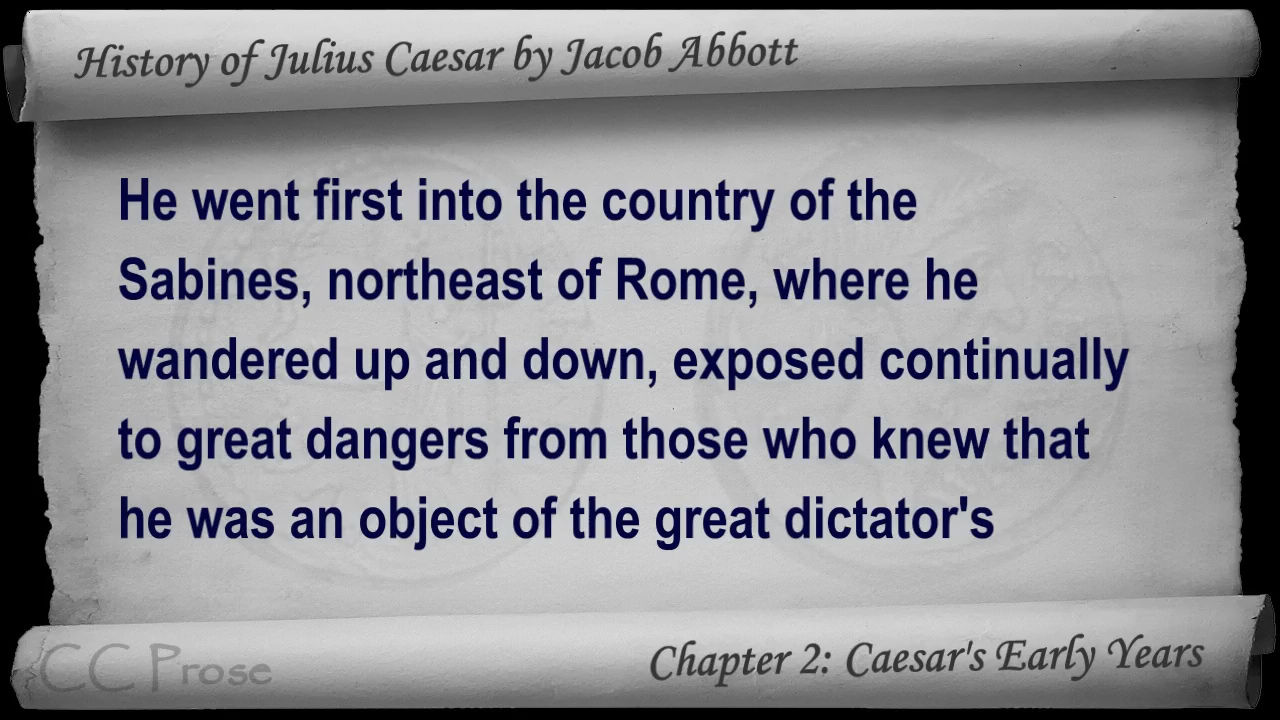 History of Julius Caesar by Jacob Abbott
He went first into the country of the
Sabines, northeast of Rome, where he
wandered up and down, exposed continually
to great dangers from those who knew that
he was an object of the great dictator's
CC Prose
Chapter 2: Caesar's Early Years